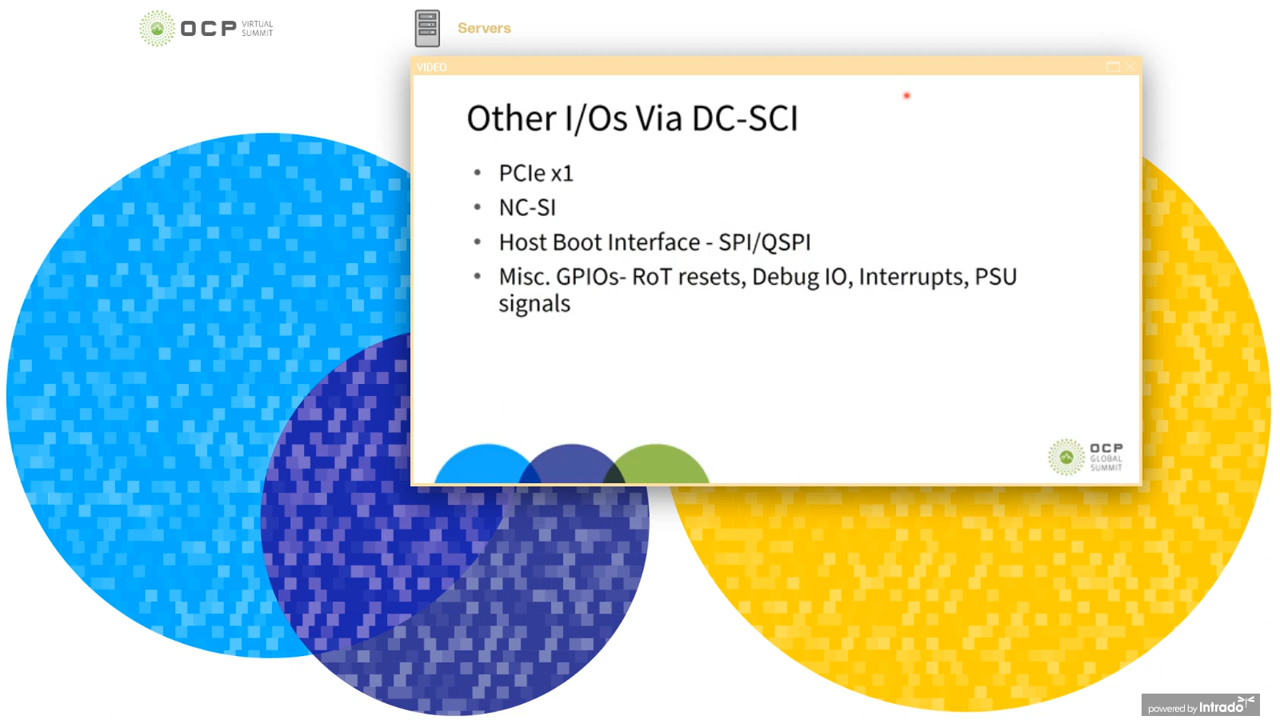 OCP VIRTUAL SUMMIT
Servers
VIDEO
Other I/Os Via DC-SCI
• PCIe x1
• NC-SI
• Host Boot Interface - SPI/QSPI
• Misc. GPIOs- RoT resets, Debug IO, Interrupts, PSU
signals
OCP
GLOBAL
SUMMIT
powered by Intrado